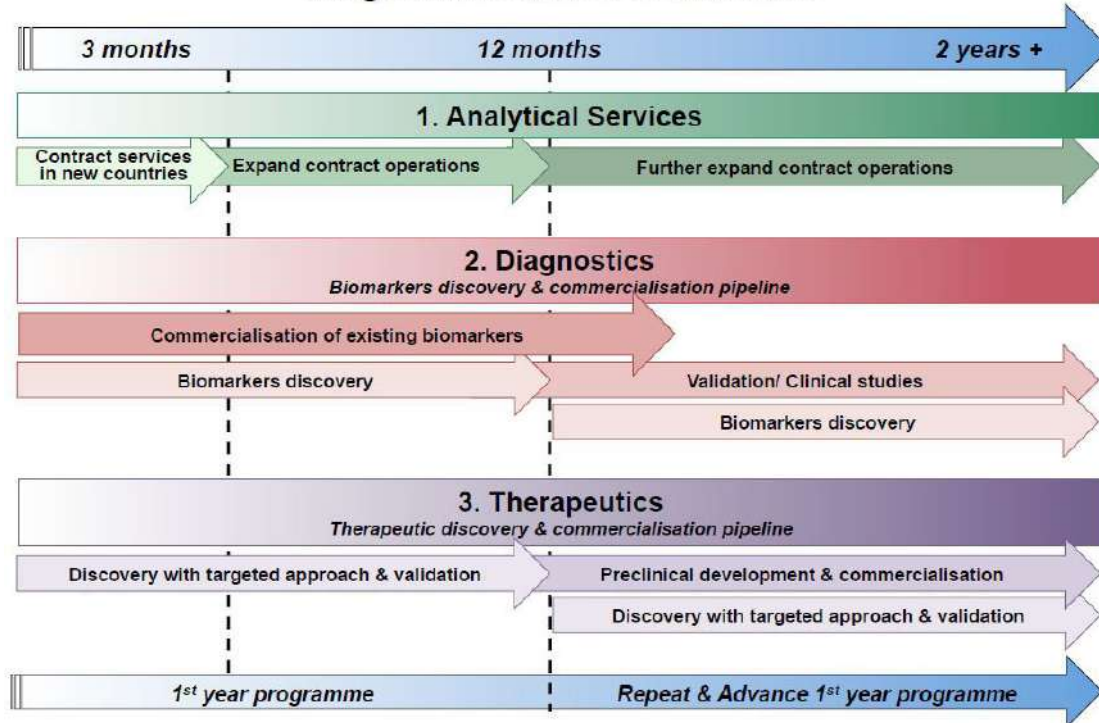 3 months 12 months 2 years +
1. Analytical Services
Contract services
in new countries
Expand contract operations
Further expand contract operations
2. Diagnostics
Biomarkers discovery & commercialisation pipeline
Commercialisation of existing biomarkers
Biomarkers discovery
Validation/ Clinical studies
Biomarkers discovery
3. Therapeutics
Therapeutic discovery & commercialisation pipeline
Discovery with targeted approach & validation
Preclinical development & commercialisation
Discovery with targeted approach & validation
1st year programme
Repeat & Advance 1st year programme